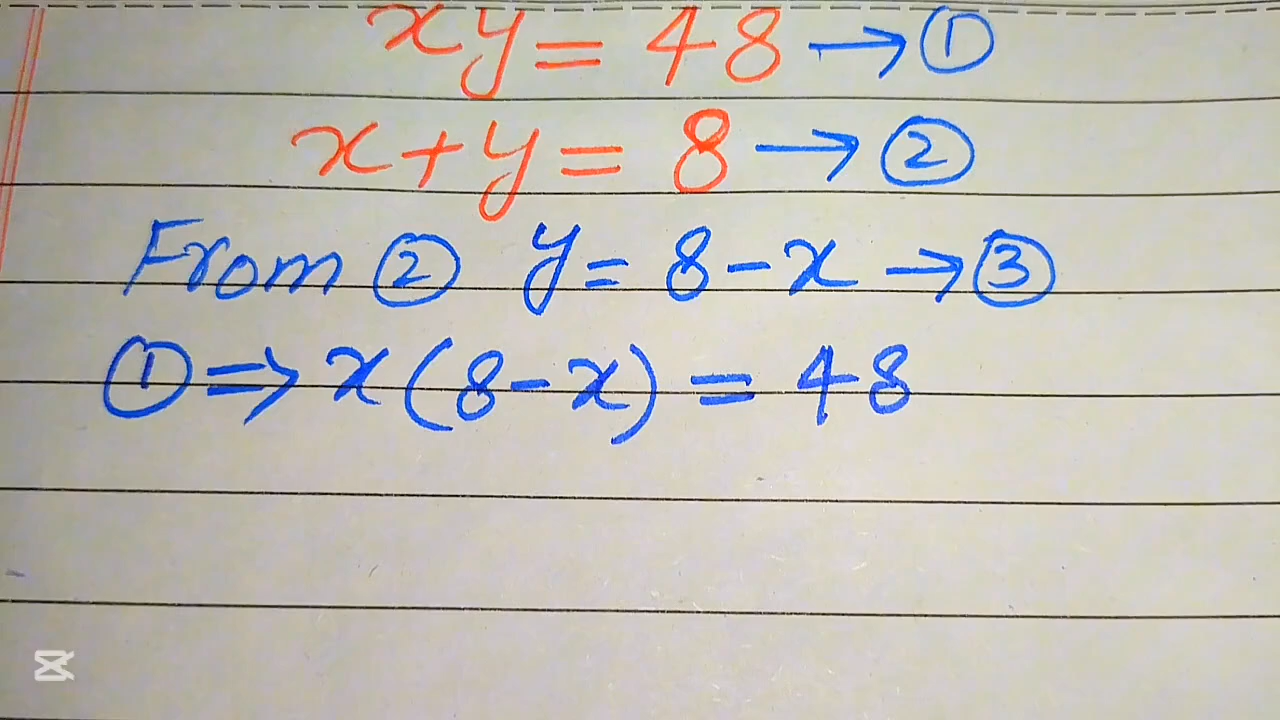 xy = 48 → ①
x + y = 8 → ②
From ② y = 8 - x → ③
① ⇒ x(8 - x) = 48